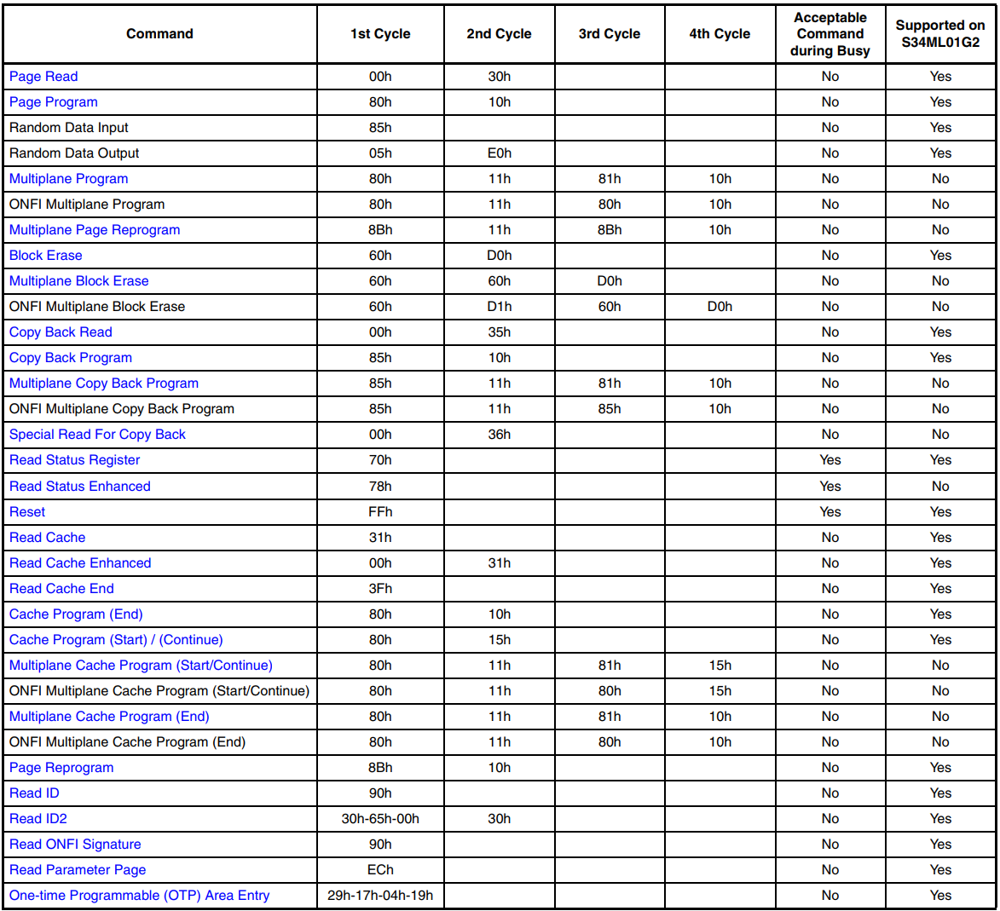 Command 1st Cycle 2nd Cycle 3rd Cycle 4th Cycle Acceptable Command during Busy Supported on S34ML01G2
Page Read 00h 30h No Yes
Page Program 80h 10h No Yes
Random Data Input 85h No Yes
Random Data Output 05h E0h No Yes
Multiplane Program 80h 11h 81h 10h No No
ONFI Multiplane Program 80h 11h 80h 10h No No
Multiplane Page Reprogram 8Bh 11h 8Bh 10h No No
Block Erase 60h D0h No Yes
Multiplane Block Erase 60h 60h D0h No No
ONFI Multiplane Block Erase 60h D1h 60h D0h No No
Copy Back Read 00h 35h No Yes
Copy Back Program 85h 10h No Yes
Multiplane Copy Back Program 85h 11h 81h 10h No No
ONFI Multiplane Copy Back Program 85h 11h 85h 10h No No
Special Read For Copy Back 00h 36h No No
Read Status Register 70h Yes Yes
Read Status Enhanced 78h Yes No
Reset FFh Yes Yes
Read Cache 31h No Yes
Read Cache Enhanced 00h 31h No Yes
Read Cache End 3Fh No Yes
Cache Program (End) 80h 10h No Yes
Cache Program (Start) / (Continue) 80h 15h No Yes
Multiplane Cache Program (Start/Continue) 80h 11h 81h 15h No No
ONFI Multiplane Cache Program (Start/Continue) 80h 11h 80h 15h No No
Multiplane Cache Program (End) 80h 11h 81h 10h No No
ONFI Multiplane Cache Program (End) 80h 11h 80h 10h No No
Page Reprogram 8Bh 10h No Yes
Read ID 90h No Yes
Read ID2 30h-65h-00h 30h No Yes
Read ONFI Signature 90h No Yes
Read Parameter Page ECh No Yes
One-time Programmable (OTP) Area Entry 29h-17h-04h-19h No Yes